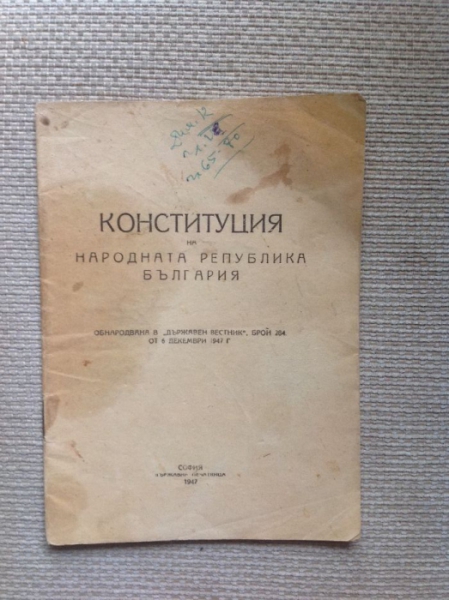 КОНСТИТУЦИЯ
НА
НАРОДНАТА РЕПУБЛИКА
БЪЛГАРИЯ
ОБНАРОДВАНА В „ДЪРЖАВЕН ВЕСТНИК“, БРОЙ 284
ОТ 6 ДЕКЕМВРИ 1947 Г
СОФИЯ
ДЪРЖАВНА ПЕЧАТНИЦА
1947